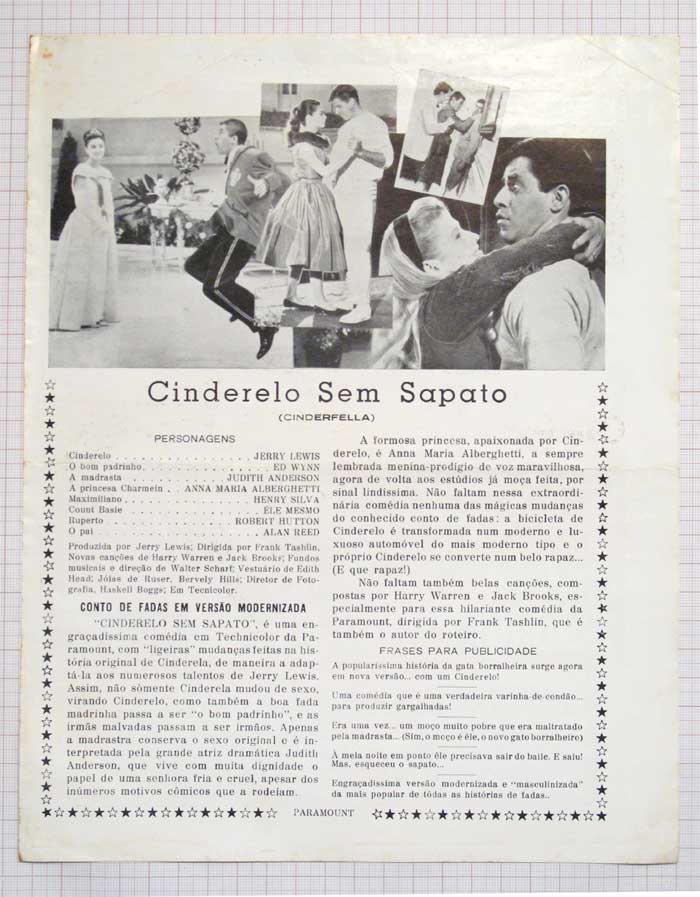 Cinderelo Sem Sapato
(CINDERFELLA)
PERSONAGENS
Cinderelo . . . . . . . . . . . . . . . JERRY LEWIS
O bom padrinho. . . . . . . . . . . . . . ED WYNN
A madrasta . . . . . . . . . . . JUDITH ANDERSON
A princesa Charmein . . ANNA MARIA ALBERGHETTI
Maximiliano . . . . . . . . . . . . . HENRY SILVA
Count Basie . . . . . . . . . . . . . ÊLE MESMO
Ruperto . . . . . . . . . . . . . ROBERT HUTTON
O pai . . . . . . . . . . . . . . . . . ALAN REED
Produzida por Jerry Lewis; Dirigida por Frank Tashlin,
Novas canções de Harry Warren e Jack Brooks; Fundos
musicais e direção de Walter Scharf; Vestuário de Edith
Head; Jóias de Ruser, Bervely Hills; Diretor de Foto-
grafia, Haskell Boggs; Em Tecnicolor.
CONTO DE FADAS EM VERSÃO MODERNIZADA
"CINDERELO SEM SAPATO", é uma en-
graçadíssima comédia em Technicolor da Pa-
ramount, com "ligeiras" mudanças feitas na his-
tória original de Cinderela, de maneira a adap-
tá-la aos numerosos talentos de Jerry Lewis.
Assim, não sòmente Cinderela mudou de sexo,
virando Cinderelo, como também a boa fada
madrinha passa a ser "o bom padrinho", e as
irmãs malvadas passam a ser irmãos. Apenas
a madrasta conserva o sexo original e é in-
terpretada pela grande atriz dramática Judith
Anderson, que vive com muita dignidade o
papel de uma senhora fria e cruel, apesar dos
inúmeros motivos cômicos que a rodeiam.
A formosa princesa, apaixonada por Cin-
derelo, é Anna Maria Alberghetti, a sempre
lembrada menina-prodígio de voz maravilhosa,
agora de volta aos estúdios já moça feita, por
sinal lindíssima. Não faltam nessa extraordi-
nária comédia nenhuma das mágicas mudanças
do conhecido conto de fadas: a bicicleta de
Cinderelo é transformada num moderno e lu-
xuoso automóvel do mais moderno tipo e o
próprio Cinderelo se converte num belo rapaz...
(E que rapaz!)
Não faltam também belas canções, com-
postas por Harry Warren e Jack Brooks, es-
pecialmente para essa hilariante comédia da
Paramount, dirigida por Frank Tashlin, que é
também o autor do roteiro.
FRASES PARA PUBLICIDADE
A popularíssima história da gata borralheira surge agora
em nova versão... com um Cinderelo!
Uma comédia que é uma verdadeira varinha-de-condão...
para produzir gargalhadas!
Era uma vez... um moço muito pobre que era maltratado
pela madrasta... (Sim, o moço é êle, o novo gato borralheiro)
À meia noite em ponto êle precisava sair do baile. E saiu!
Mas, esqueceu o sapato...
Engraçadíssima versão modernizada e "masculinizada"
da mais popular de tôdas as histórias de fadas..
PARAMOUNT